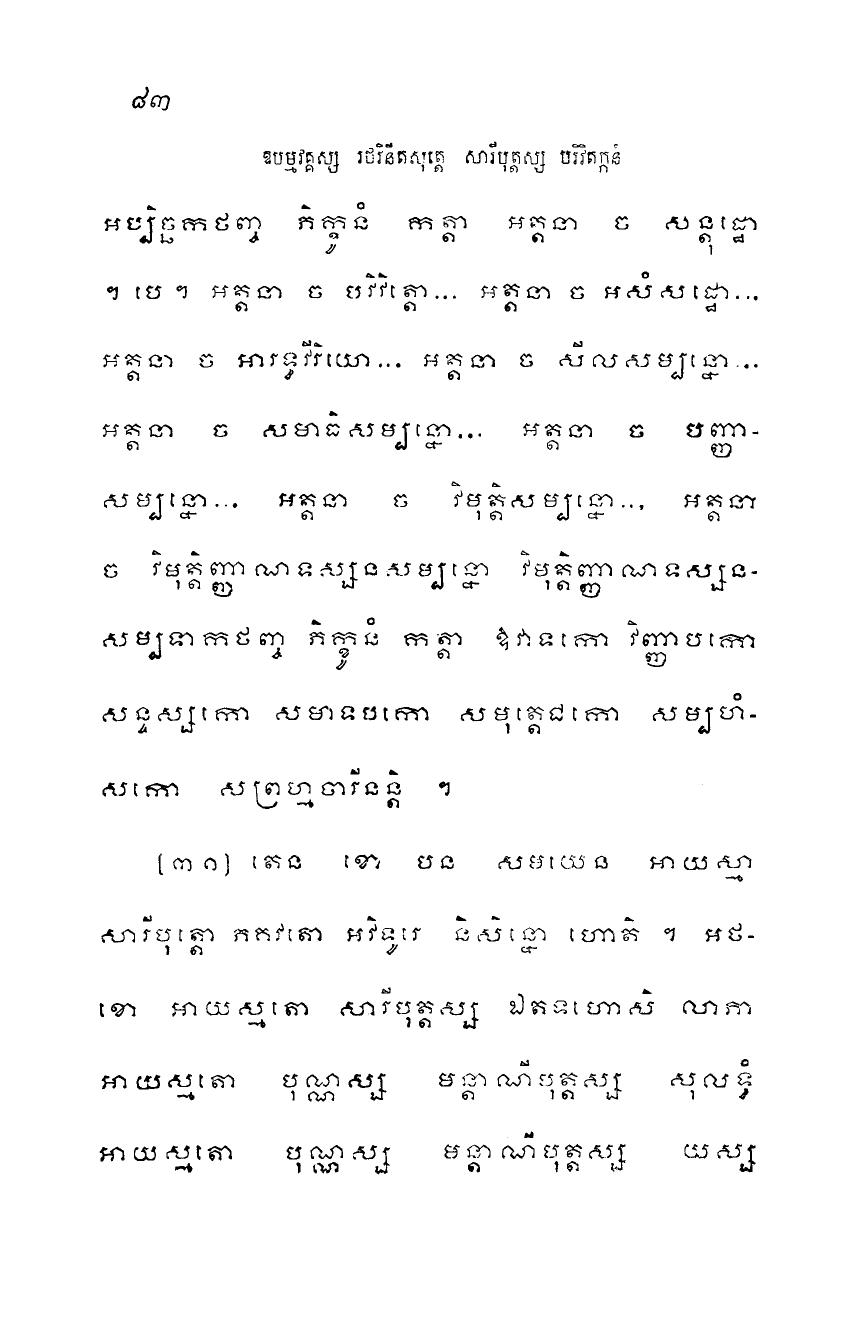 ៨៣
ឱបម្មវគ្គស្ស រថវិនីតសុត្តេ សារីបុត្តស្ស បរិវិតក្កនំ
អប្បិច្ឆកថញ្ច ភិក្ខូនំ កត្តា អត្តនា ច សន្តុដ្ឋោ
។ បេ ។ អត្តនា ច បវិវិត្តោ... អត្តនា ច អសំសដ្ឋោ...
អត្តនា ច អារទ្ធវីរិយោ... អត្តនា ច សីលសម្បន្នោ...
អត្តនា ច សមាធិសម្បន្នោ... អត្តនា ច បញ្ញា-
សម្បន្នោ... អត្តនា ច វិមុត្តិសម្បន្នោ... អត្តនា
ច វិមុត្តិញ្ញាណទស្សនសម្បន្នោ វិមុត្តិញ្ញាណទស្សន-
សម្បទាកថញ្ច ភិក្ខូនំ កត្តា ឱវាទកោ វិញ្ញាបកោ
សន្ទស្សកោ សមាទបកោ សមុត្តេជកោ សម្បហំ-
សកោ សព្រហ្មចារីនន្តិ ។
[៣១] តេន ខោ បន សមយេន អាយស្មា
សារីបុត្តោ ភគវតោ អវិទូរេ និសិន្នោ ហោតិ ។ អថ-
ខោ អាយស្មតោ សារីបុត្តស្ស ឯតទហោសិ លាភា
អាយស្មតោ បុណ្ណស្ស មន្តាណីបុត្តស្ស សុលទ្ធំ
អាយស្មតោ បុណ្ណស្ស មន្តាណីបុត្តស្ស យស្ស